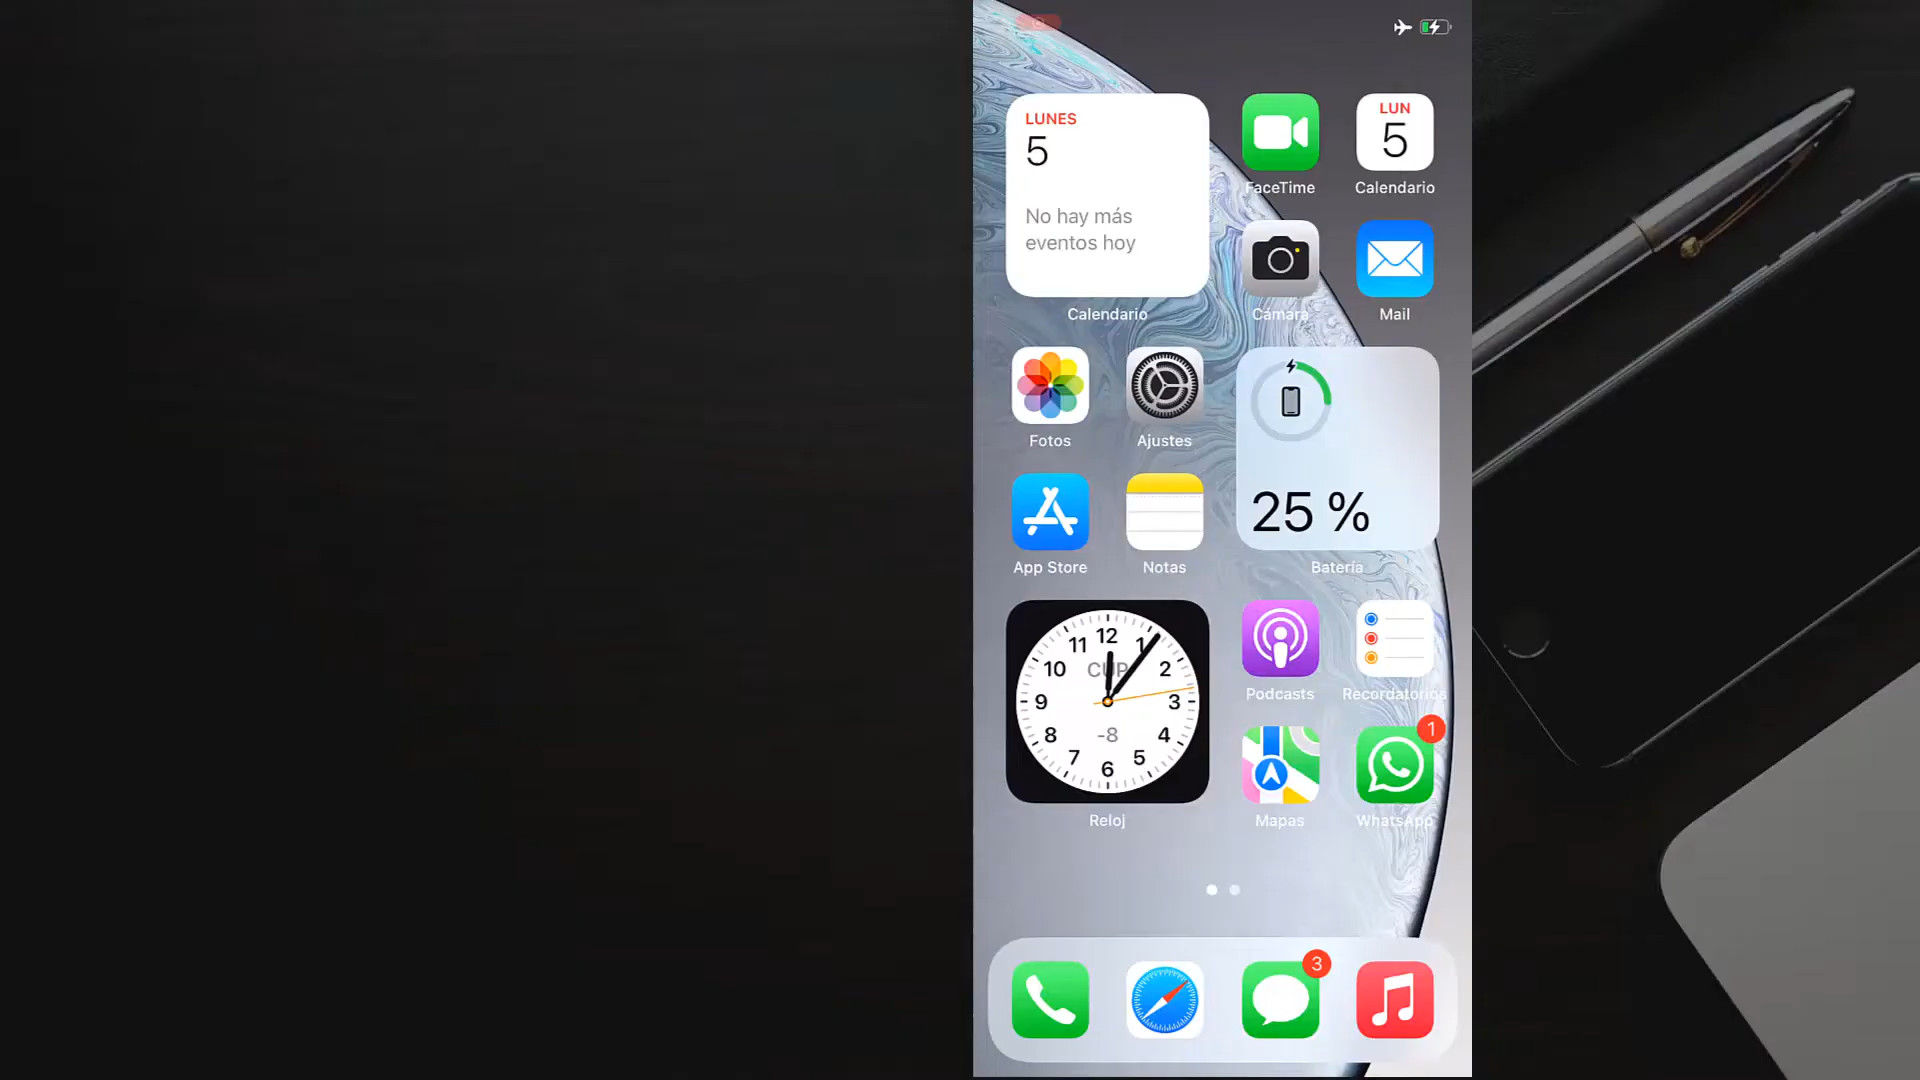 LUNES
5
No hay más
eventos hoy
Calendario
FaceTime
LUN
5
Calendario
Cámara
Mail
Fotos
Ajustes
25 %
Batería
App Store
Notas
12
1
2
3
4
5
6
7
8
9
10
11
CUP
-8
Reloj
Podcasts
Recordatorios
Mapas
1
WhatsApp
3